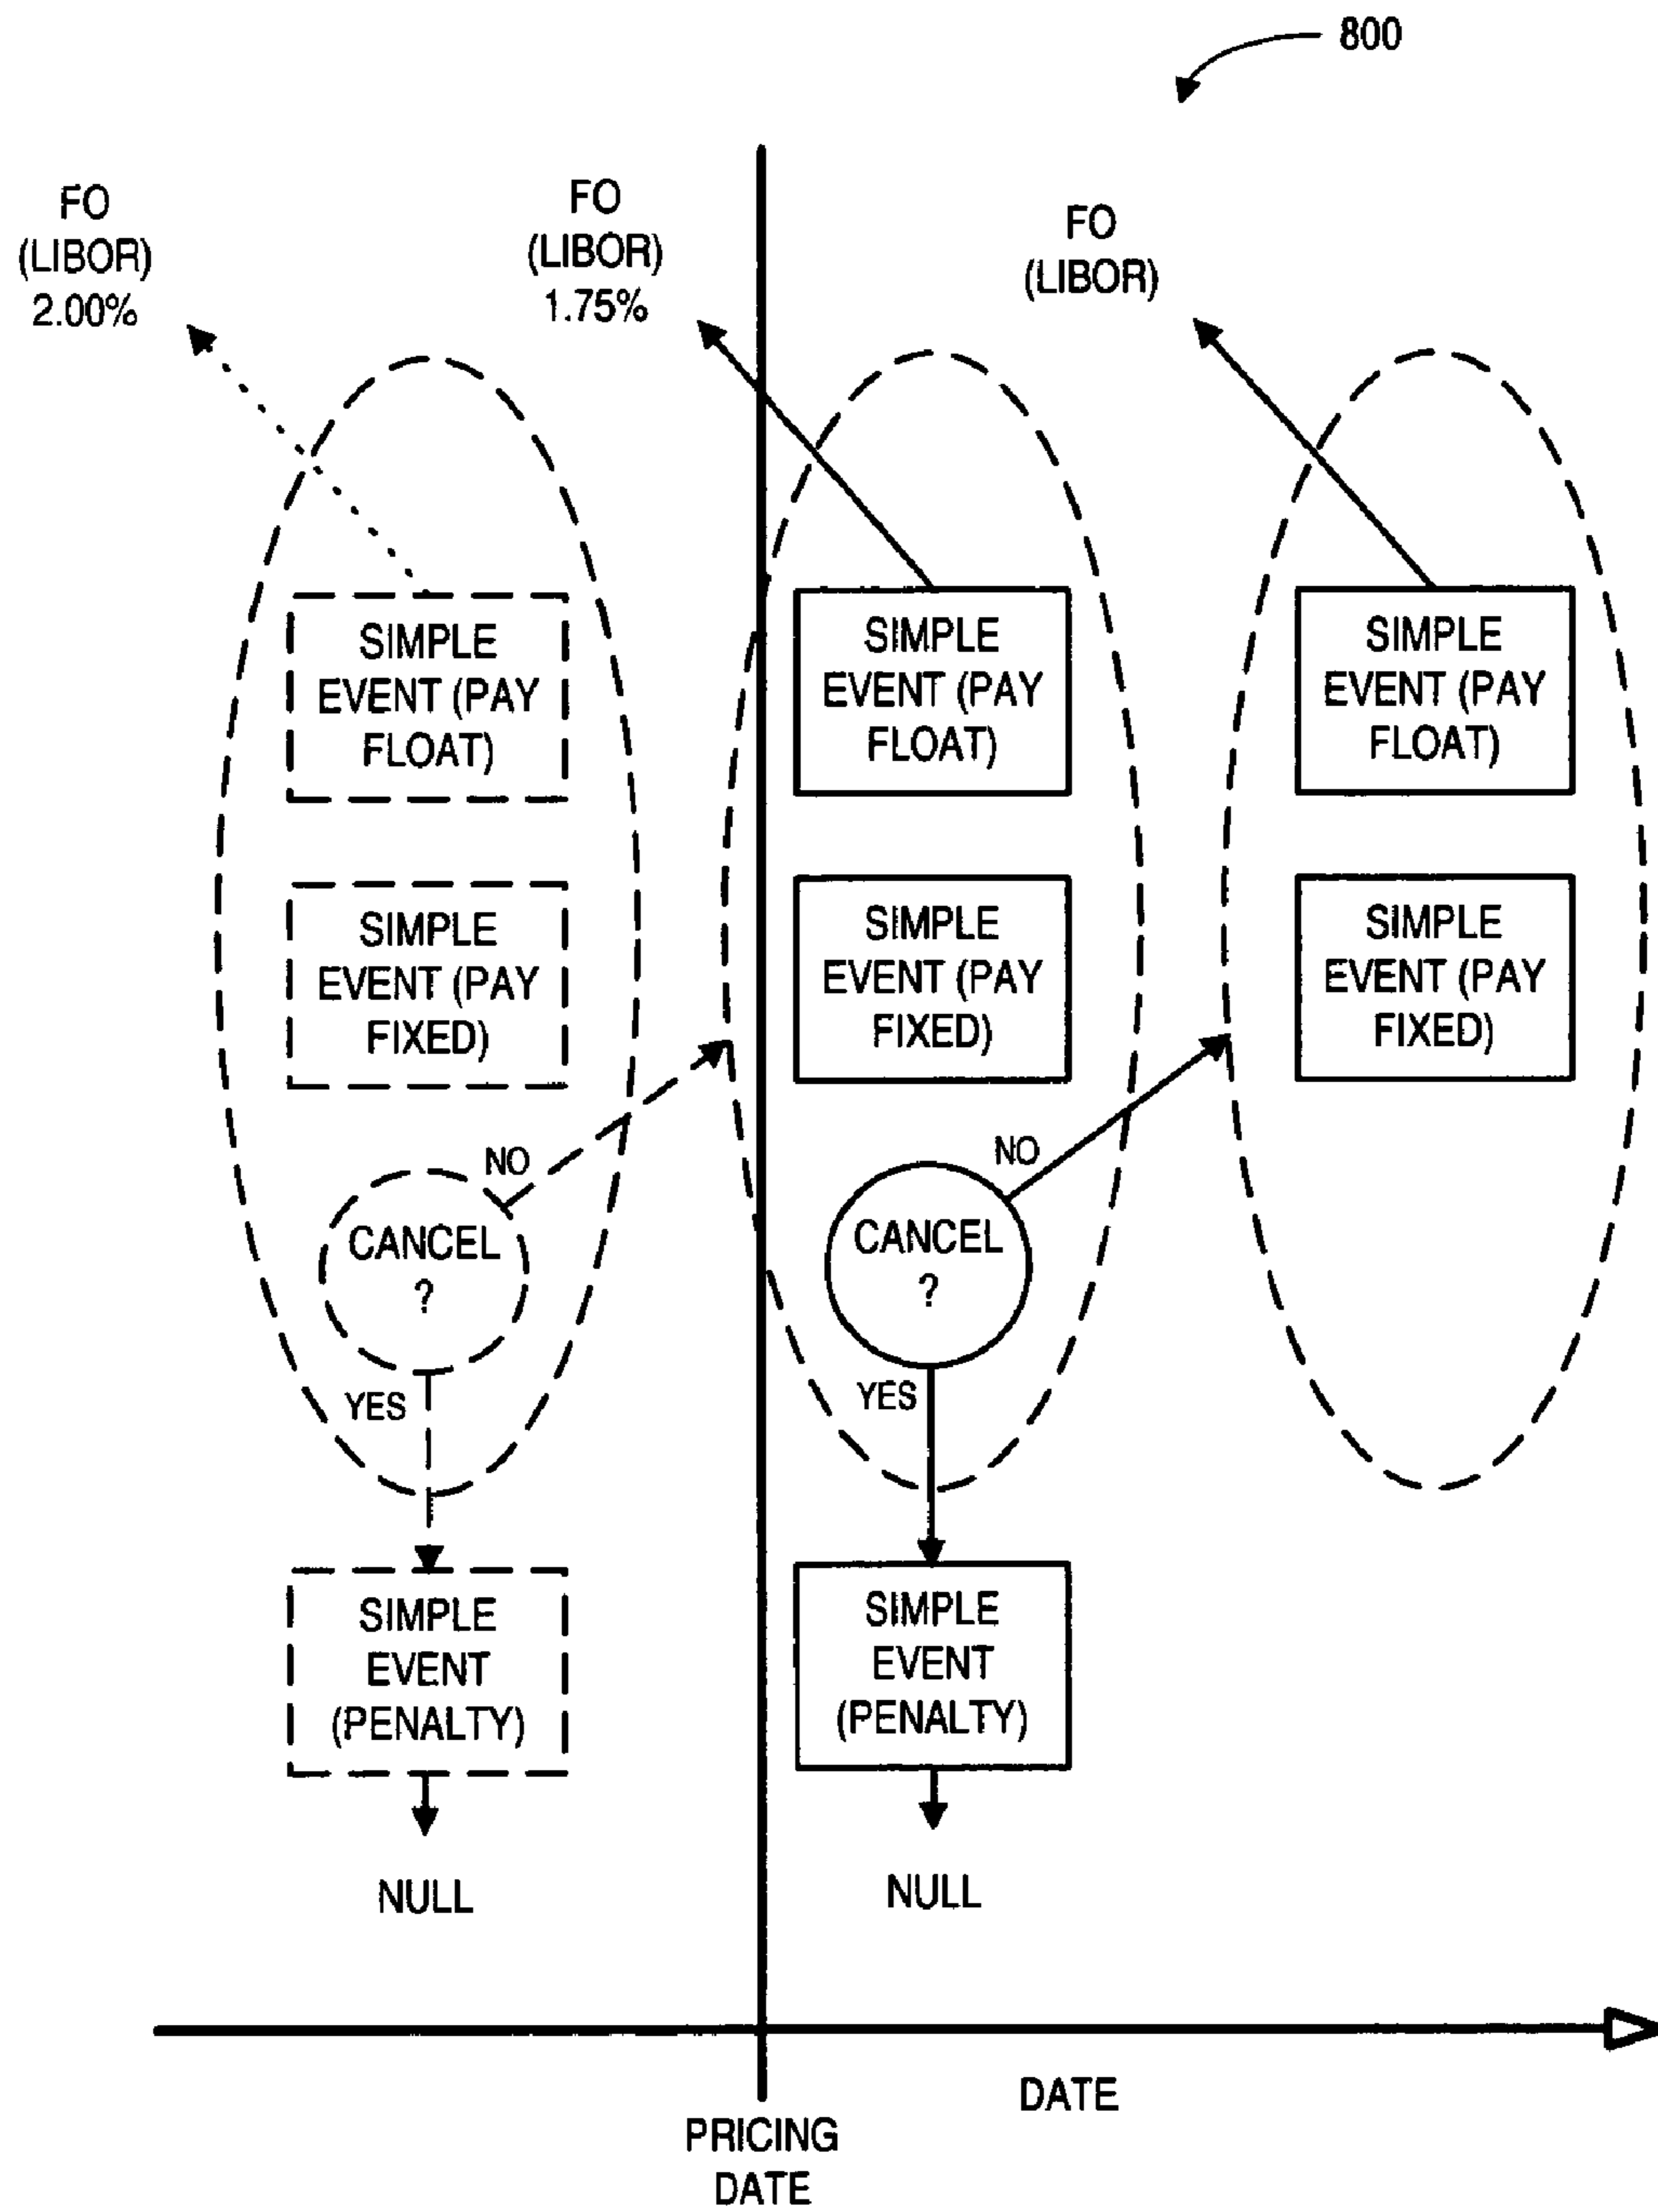 800
FO
(LIBOR)
2.00%
FO
(LIBOR)
1.75%
FO
(LIBOR)
SIMPLE
EVENT (PAY
FLOAT)
SIMPLE
EVENT (PAY
FLOAT)
SIMPLE
EVENT (PAY
FLOAT)
SIMPLE
EVENT (PAY
FIXED)
SIMPLE
EVENT (PAY
FIXED)
SIMPLE
EVENT (PAY
FIXED)
NO
CANCEL
?
YES
NO
CANCEL
?
YES
SIMPLE
EVENT
(PENALTY)
SIMPLE
EVENT
(PENALTY)
NULL
NULL
DATE
PRICING
DATE